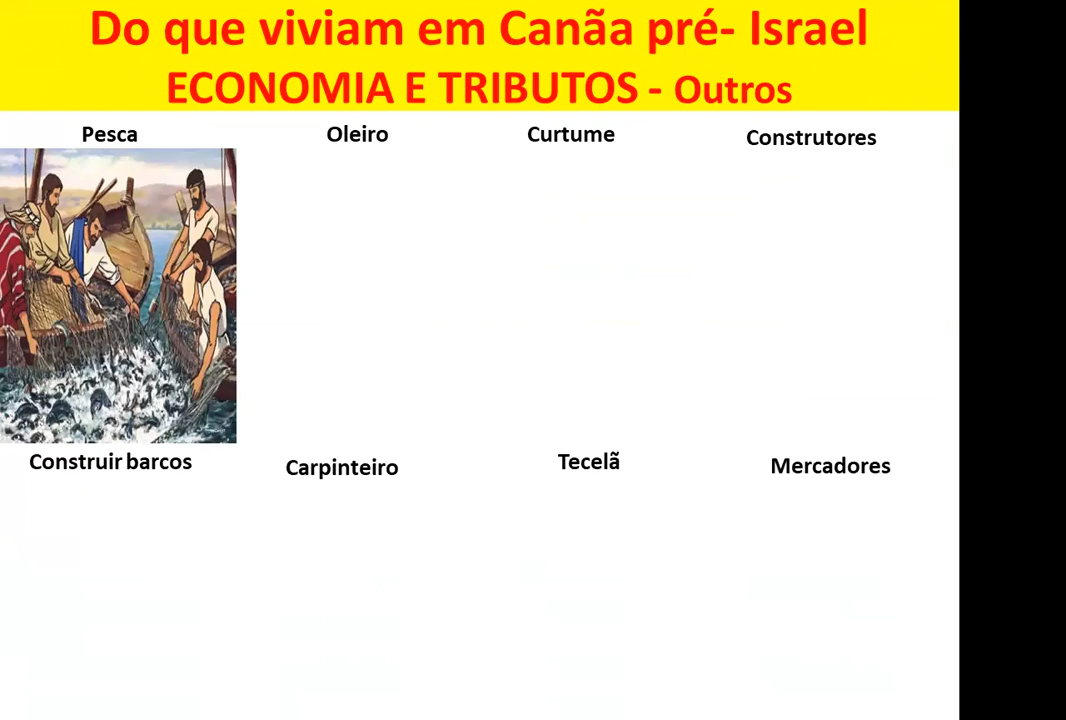 Do que viviam em Canãa pré- Israel
ECONOMIA E TRIBUTOS - Outros
Pesca
Oleiro
Curtume
Construtores
Construir barcos
Carpinteiro
Tecelã
Mercadores